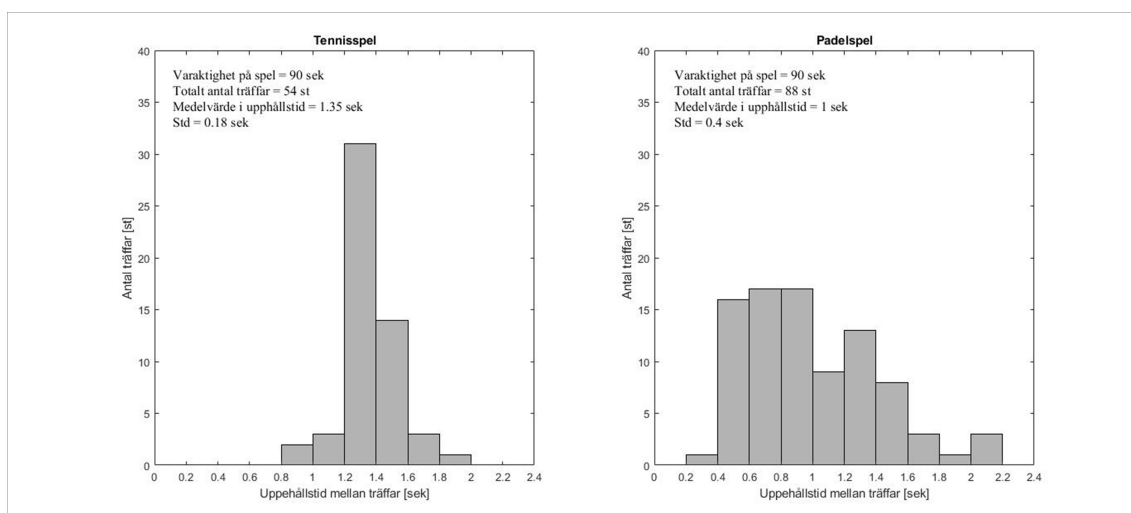 Tennisspel
Varaktighet på spel = 90 sek
Totalt antal träffar = 54 st
Medelvärde i upphållstid = 1.35 sek
Std = 0.18 sek
40
35
30
25
20
15
10
5
0
Antal träffar [st]
0 0.2 0.4 0.6 0.8 1 1.2 1.4 1.6 1.8 2 2.2 2.4
Uppehållstid mellan träffar [sek]
Padelspel
Varaktighet på spel = 90 sek
Totalt antal träffar = 88 st
Medelvärde i upphållstid = 1 sek
Std = 0.4 sek
40
35
30
25
20
15
10
5
0
Antal träffar [st]
0 0.2 0.4 0.6 0.8 1 1.2 1.4 1.6 1.8 2 2.2 2.4
Uppehållstid mellan träffar [sek]